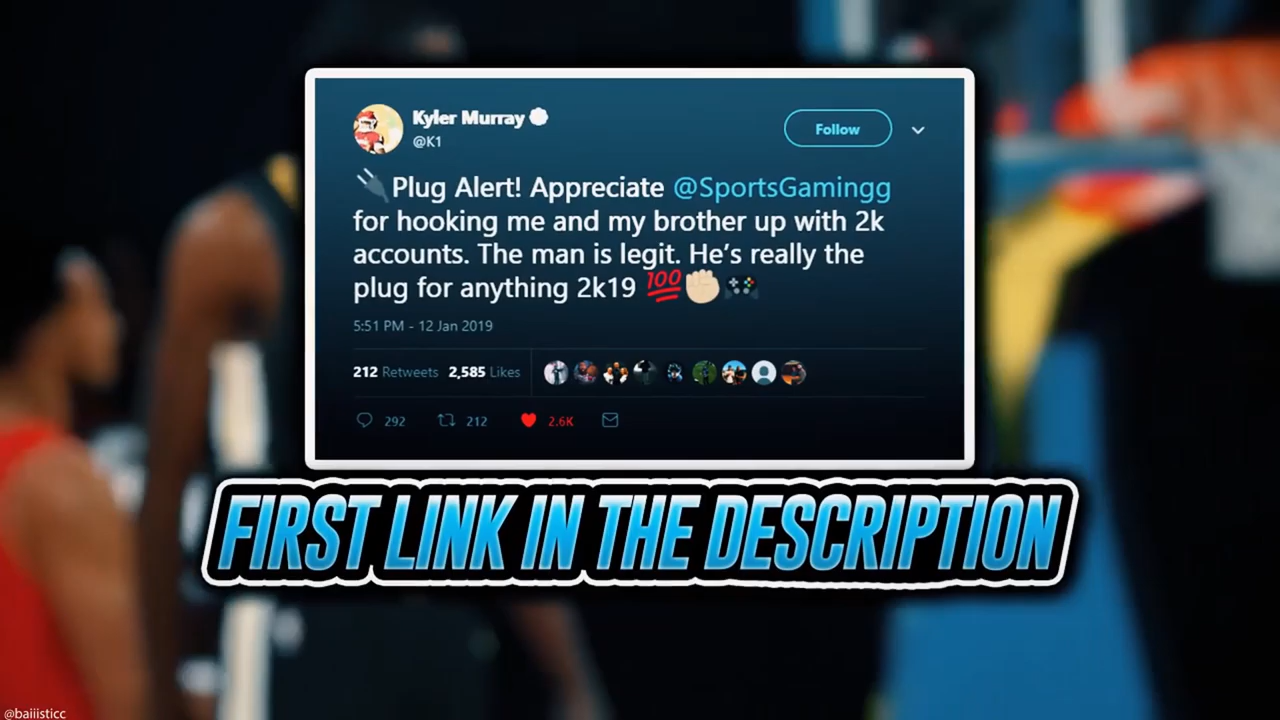 Kyler Murray
@K1
Follow
🔌Plug Alert! Appreciate @SportsGamingg
for hooking me and my brother up with 2k
accounts. The man is legit. He’s really the
plug for anything 2k19 💯✊🏼🎮
5:51 PM - 12 Jan 2019
212 Retweets 2,585 Likes
292 212 2.6K
FIRST LINK IN THE DESCRIPTION
@baiiisticc